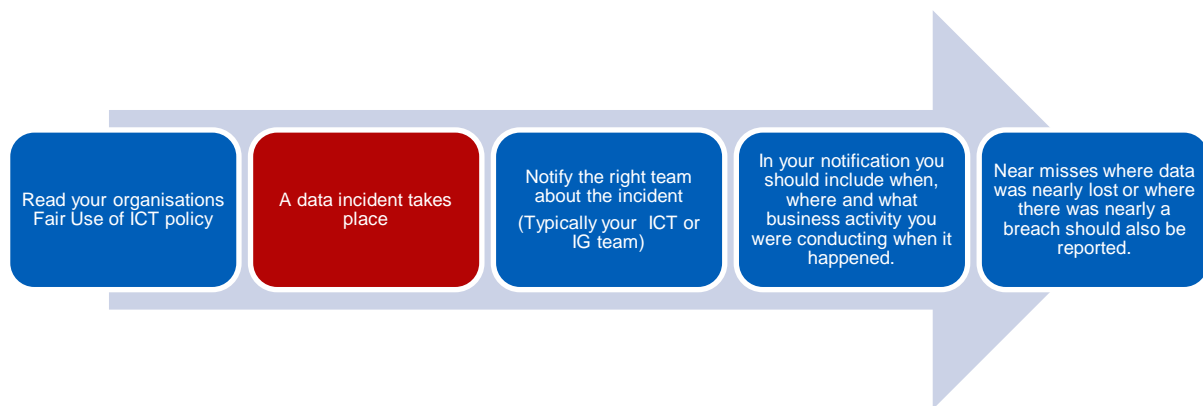 Read your organisations
Fair Use of ICT policy
A data incident takes
place
Notify the right team
about the incident
(Typically your ICT or
IG team)
In your notification you
should include when,
where and what
business activity you
were conducting when it
happened.
Near misses where data
was nearly lost or where
there was nearly a
breach should also be
reported.